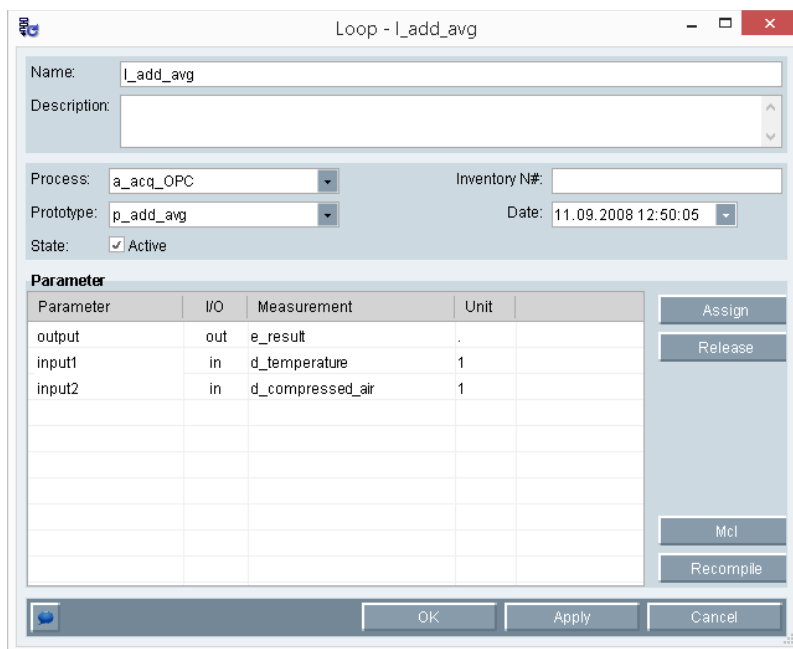 Loop - l_add_avg
Name: l_add_avg
Description:
Process: a_acq_OPC Inventory N#:
Prototype: p_add_avg Date: 11.09.2008 12:50:05
State: Active
Parameter
Parameter I/O Measurement Unit
Assign
output out e_result .
Release
input1 in d_temperature 1
input2 in d_compressed_air 1
Mcl
Recompile
OK Apply Cancel